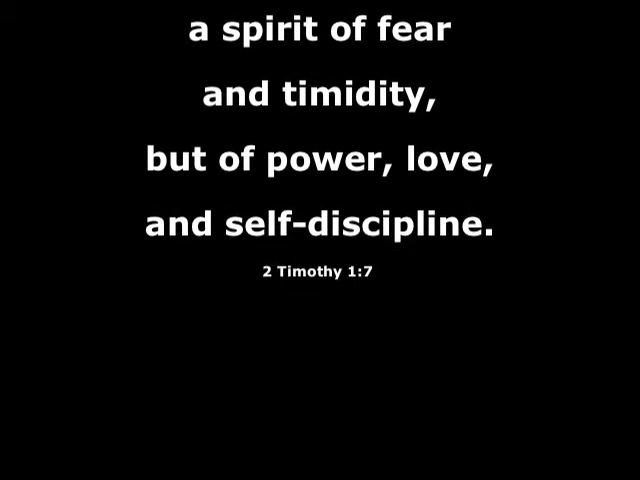 a spirit of fear
and timidity,
but of power, love,
and self-discipline.
2 Timothy 1:7